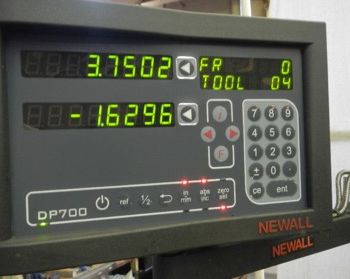 3.7502
FR 0
TOOL 04
-1.6296
i
F
7 8 9
4 5 6
1 2 3
± 0 .
ce ent
ref ½ in mm abs inc zero set
DP700
NEWALL
NEWALL